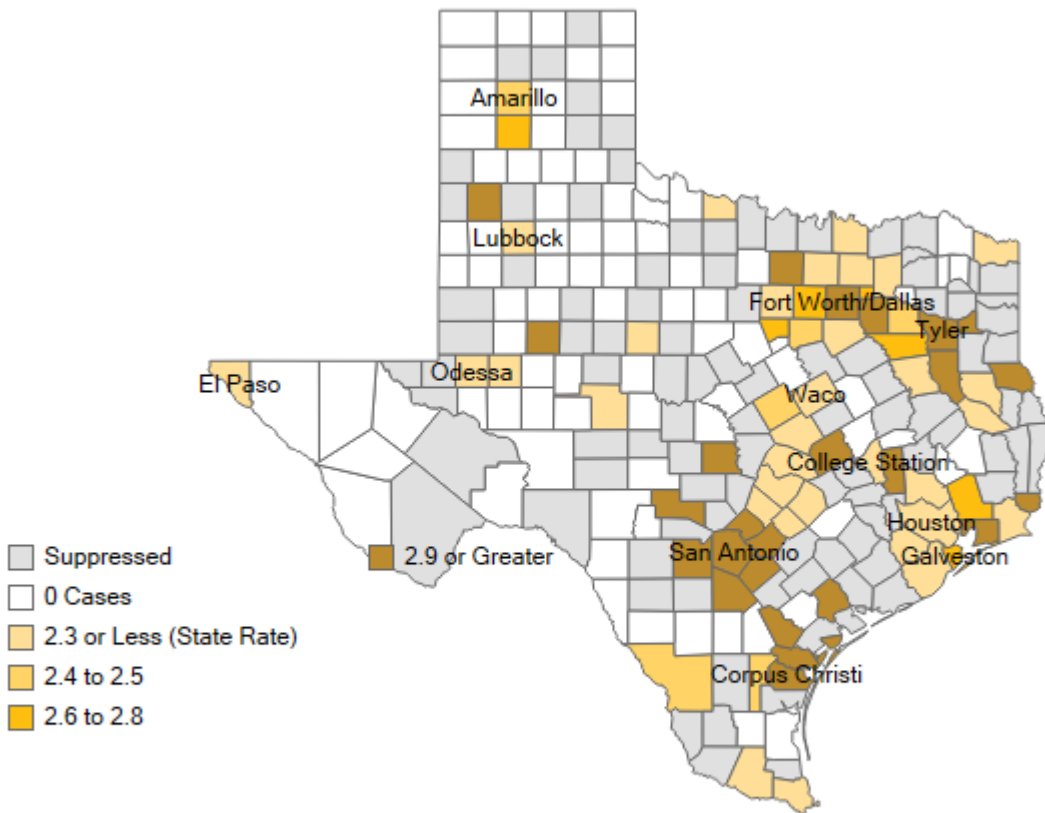 Amarillo
Lubbock
Fort Worth/Dallas
Tyler
El Paso
Odessa
Waco
College Station
Houston
San Antonio
Galveston
Corpus Christi
Suppressed
0 Cases
2.3 or Less (State Rate)
2.4 to 2.5
2.6 to 2.8
2.9 or Greater